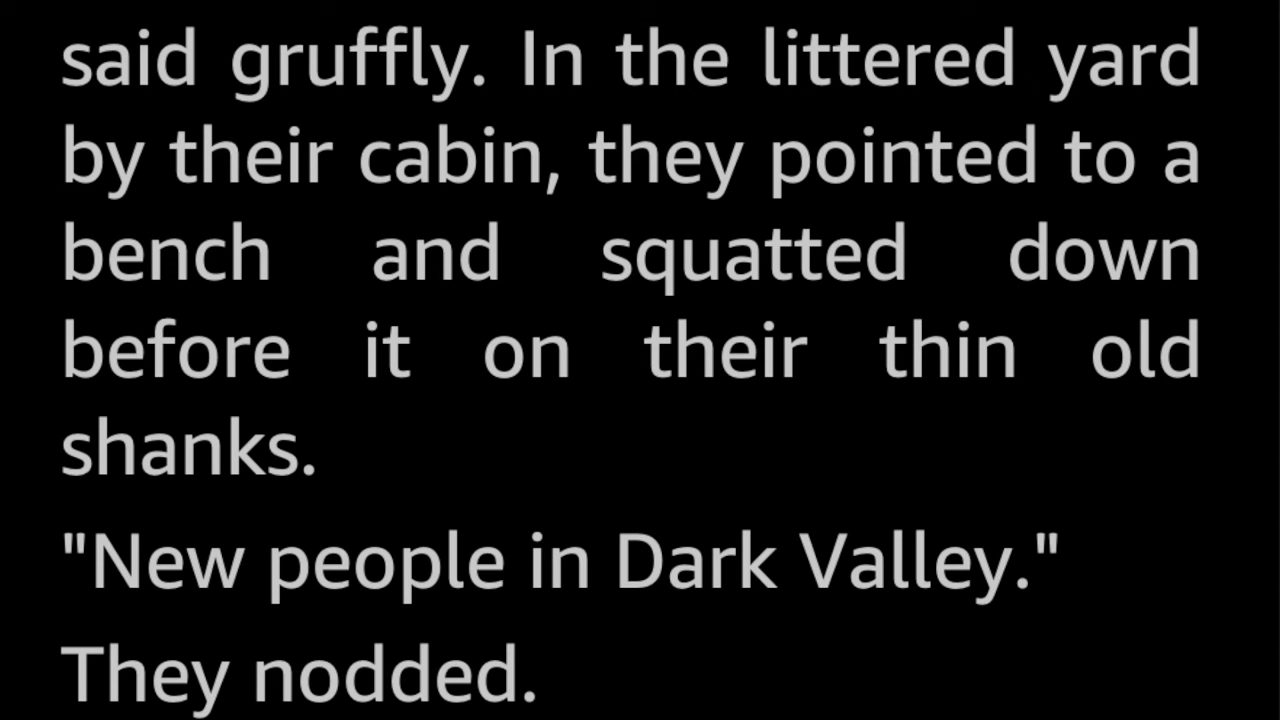 said gruffly. In the littered yard
by their cabin, they pointed to a
bench and squatted down
before it on their thin old
shanks.
"New people in Dark Valley."
They nodded.